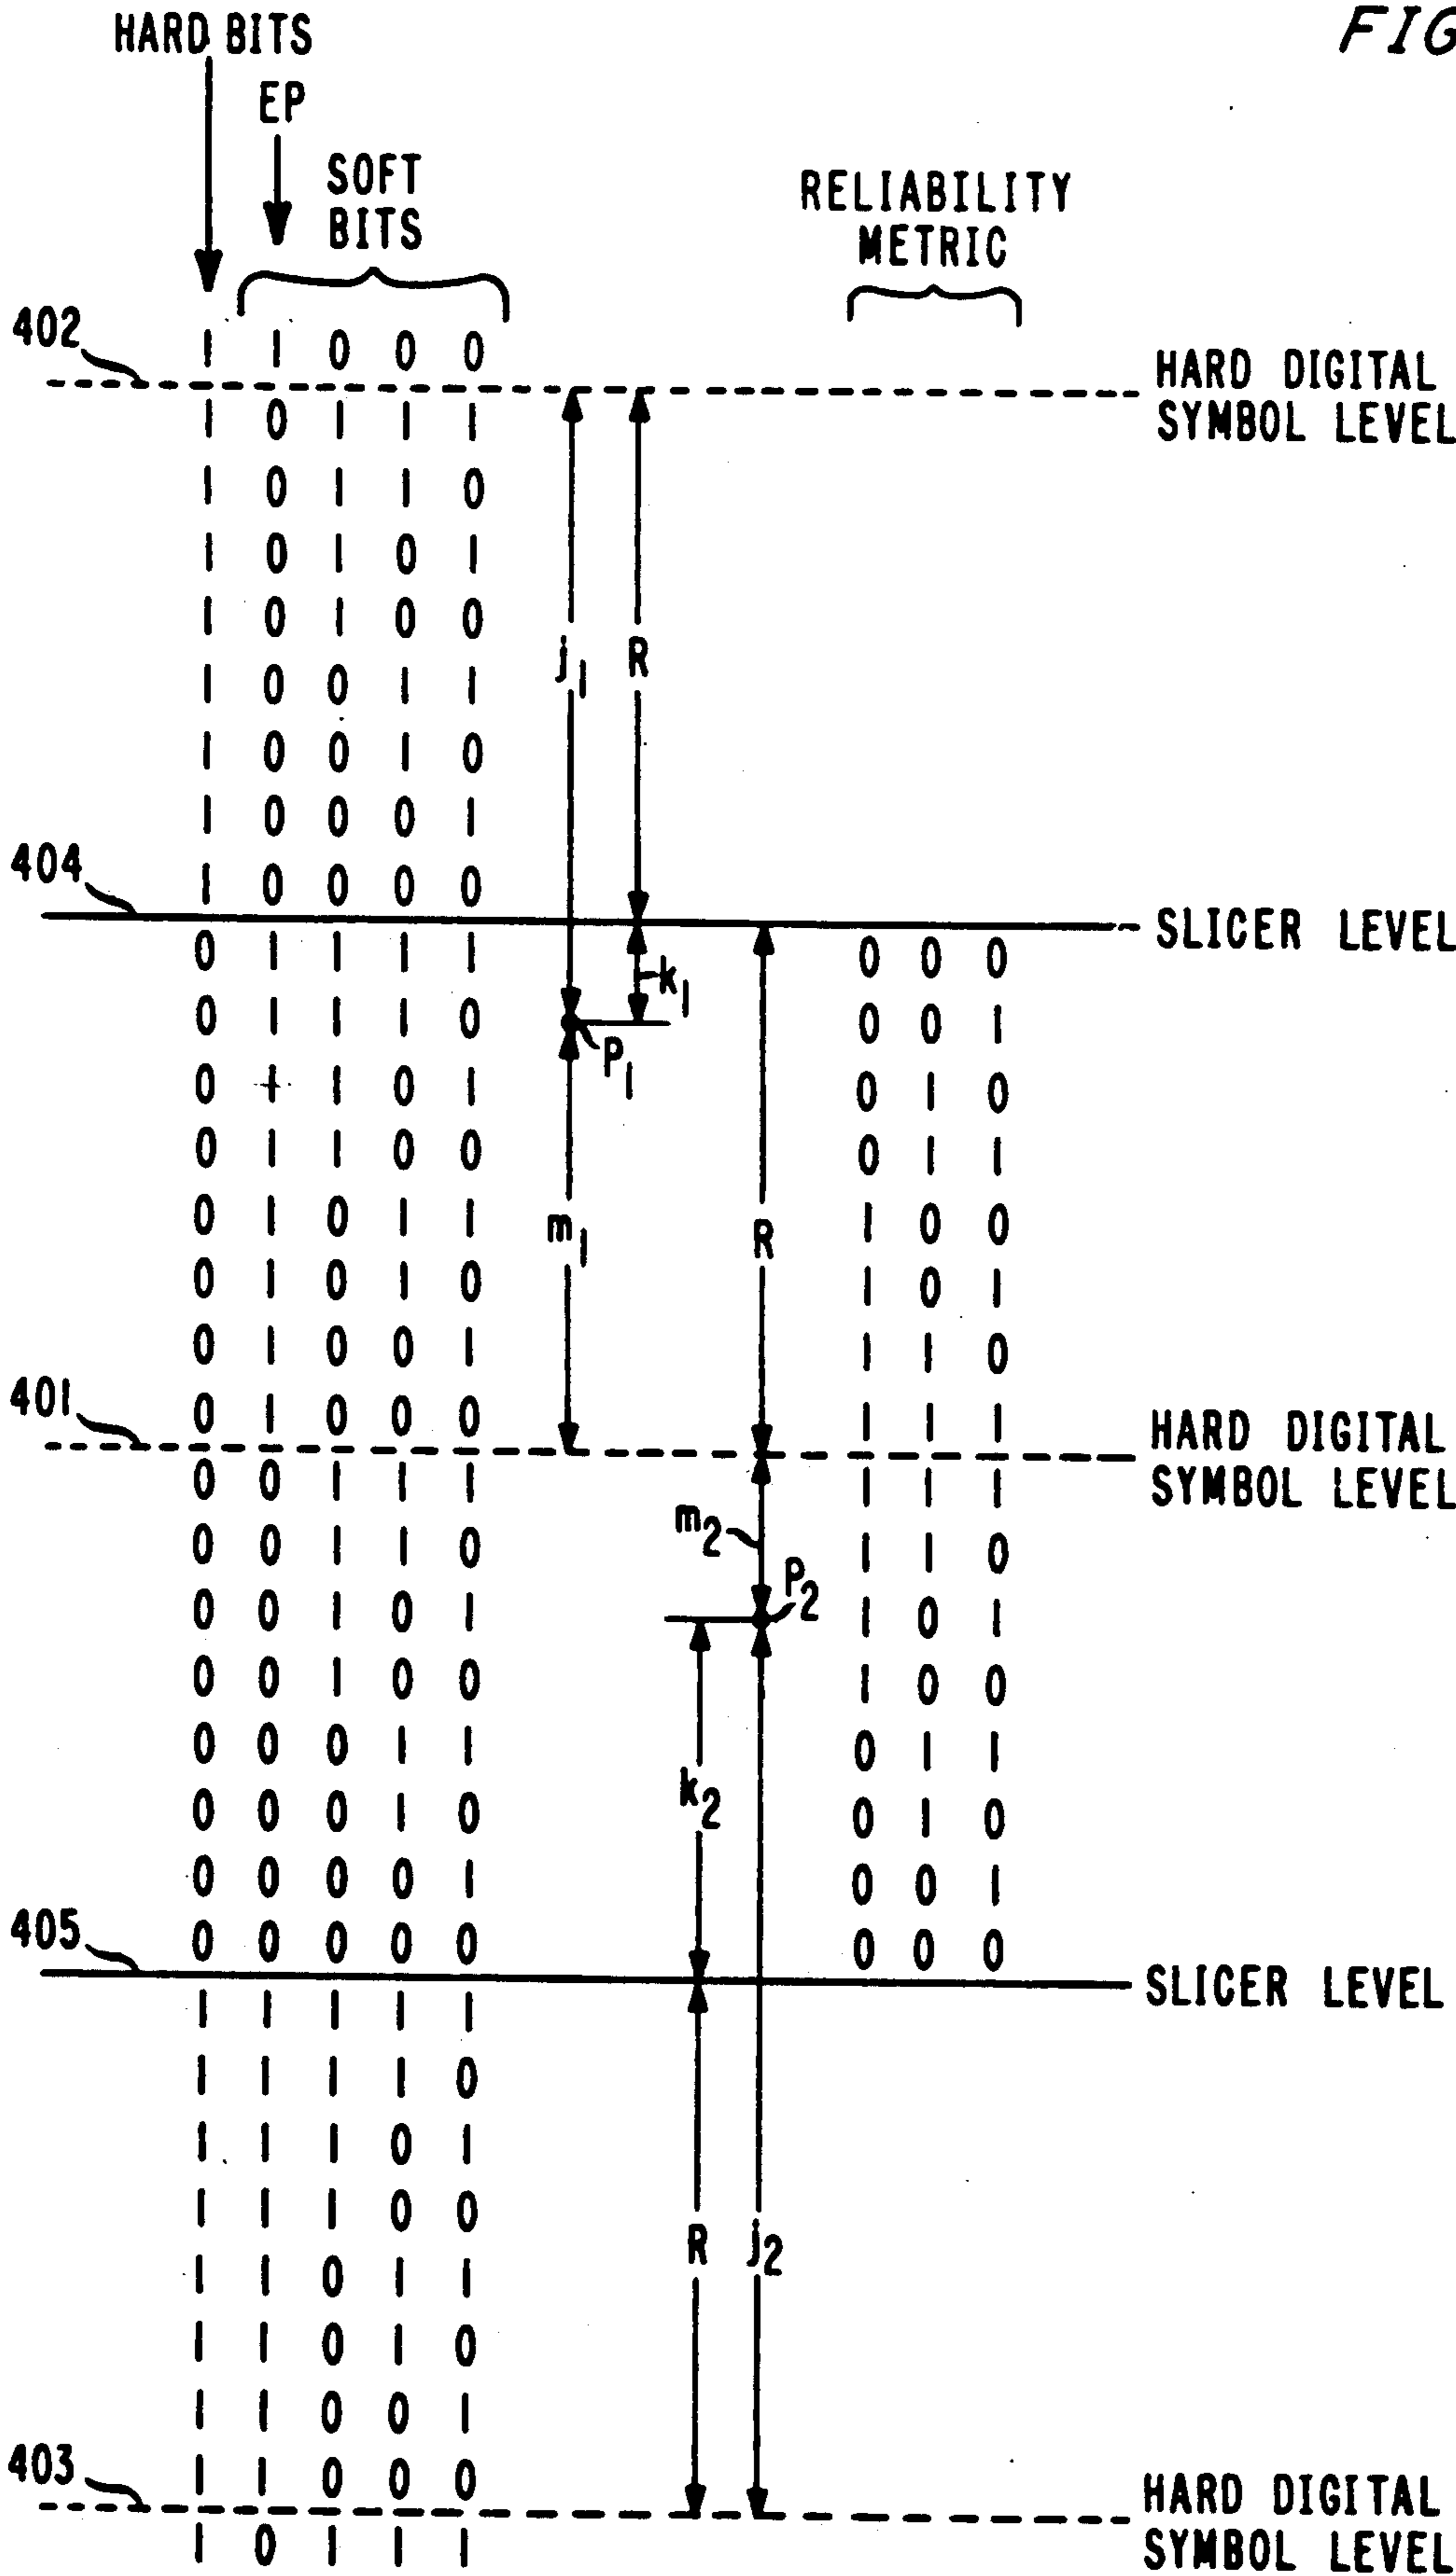 FIG
HARD BITS
EP
SOFT
BITS
RELIABILITY
METRIC
402
1 1 0 0 0
HARD DIGITAL
SYMBOL LEVEL
1 0 1 1 1
1 0 1 1 0
1 0 1 0 1
1 0 1 0 0
j1 R
1 0 0 1 1
1 0 0 1 0
1 0 0 0 1
404
1 0 0 0 0
SLICER LEVEL
0 1 1 1 1 0 0 0
k1
0 1 1 1 0 0 0 1
P1
0 1 1 0 1 0 1 0
0 1 1 0 0 0 1 1
0 1 0 1 1 m1 R 1 0 0
0 1 0 1 0 1 0 1
0 1 0 0 1 1 1 0
401
0 1 0 0 0 1 1 1
HARD DIGITAL
SYMBOL LEVEL
0 0 1 1 1 1 1 1
m2
0 0 1 1 0 1 1 0
P2
0 0 1 0 1 1 0 1
0 0 1 0 0 1 0 0
0 0 0 1 1 0 1 1
k2
0 0 0 1 0 0 1 0
0 0 0 0 1 0 0 1
405
0 0 0 0 0 0 0 0
SLICER LEVEL
1 1 1 1 1
1 1 1 1 0
1 1 1 0 1
1 1 1 0 0
R j2
1 1 0 1 1
1 1 0 1 0
1 1 0 0 1
403
1 1 0 0 0
HARD DIGITAL
SYMBOL LEVEL
1 0 1 1 1